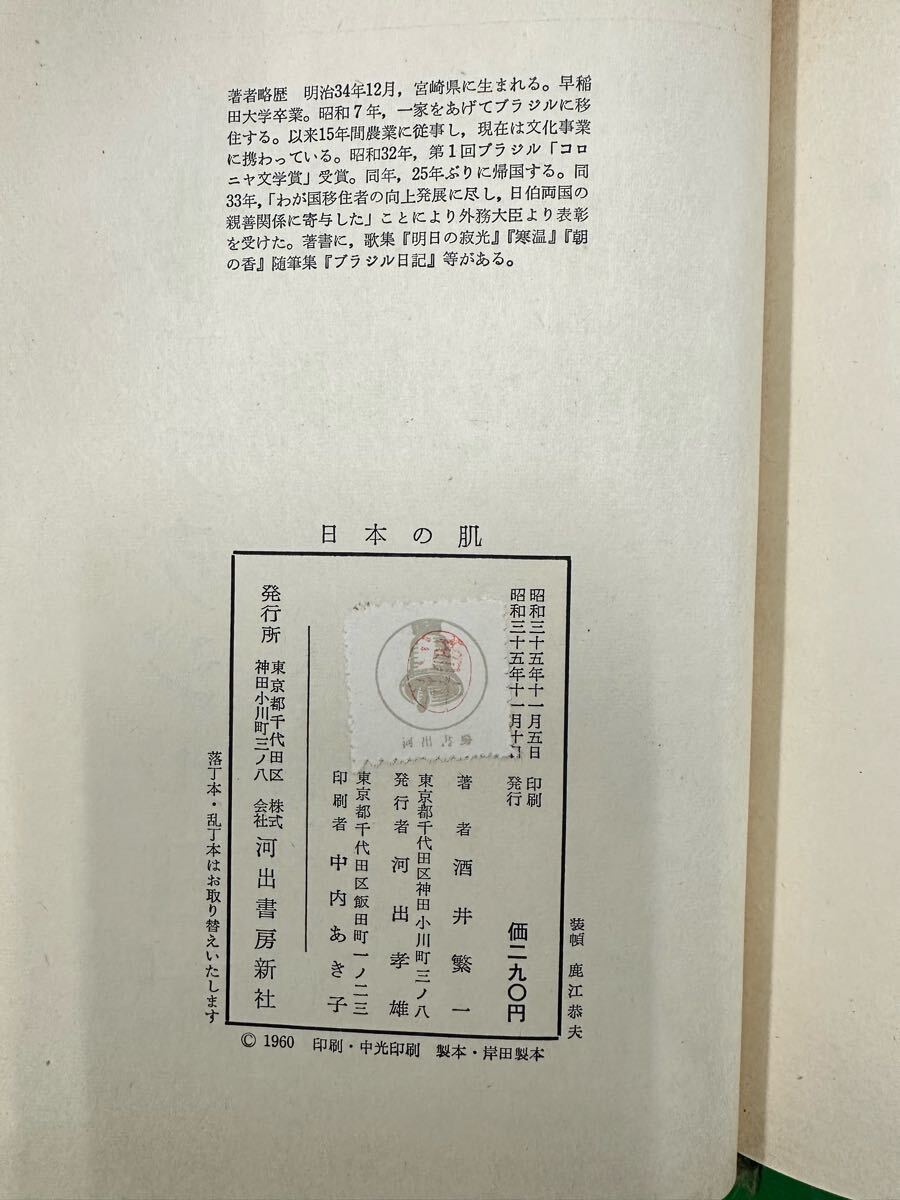 著者略歴　明治34年12月，宮崎県に生まれる。早稲
田大学卒業。昭和７年，一家をあげてブラジルに移
住する。以来15年間農業に従事し，現在は文化事業
に携わっている。昭和32年，第１回ブラジル「コロ
ニヤ文学賞」受賞。同年，25年ぶりに帰国する。同
33年，「わが国移住者の向上発展に尽し，日伯両国の
親善関係に寄与した」ことにより外務大臣より表彰
を受けた。著書に，歌集『明日の寂光』『寒温』『朝
の香』随筆集『ブラジル日記』等がある。
日本の肌
昭和三十五年十一月五日　印刷
昭和三十五年十一月十日　発行
価二九〇円
著者　酒井繁一
東京都千代田区神田小川町三ノ八
発行者　河出孝雄
東京都千代田区飯田町一ノ二三
印刷者　中内あき子
発行所　東京都千代田区
神田小川町三ノ八
株式
会社　河出書房新社
装幀　鹿江恭夫
落丁本・乱丁本はお取り替えいたします
© 1960　印刷・中光印刷　製本・岸田製本